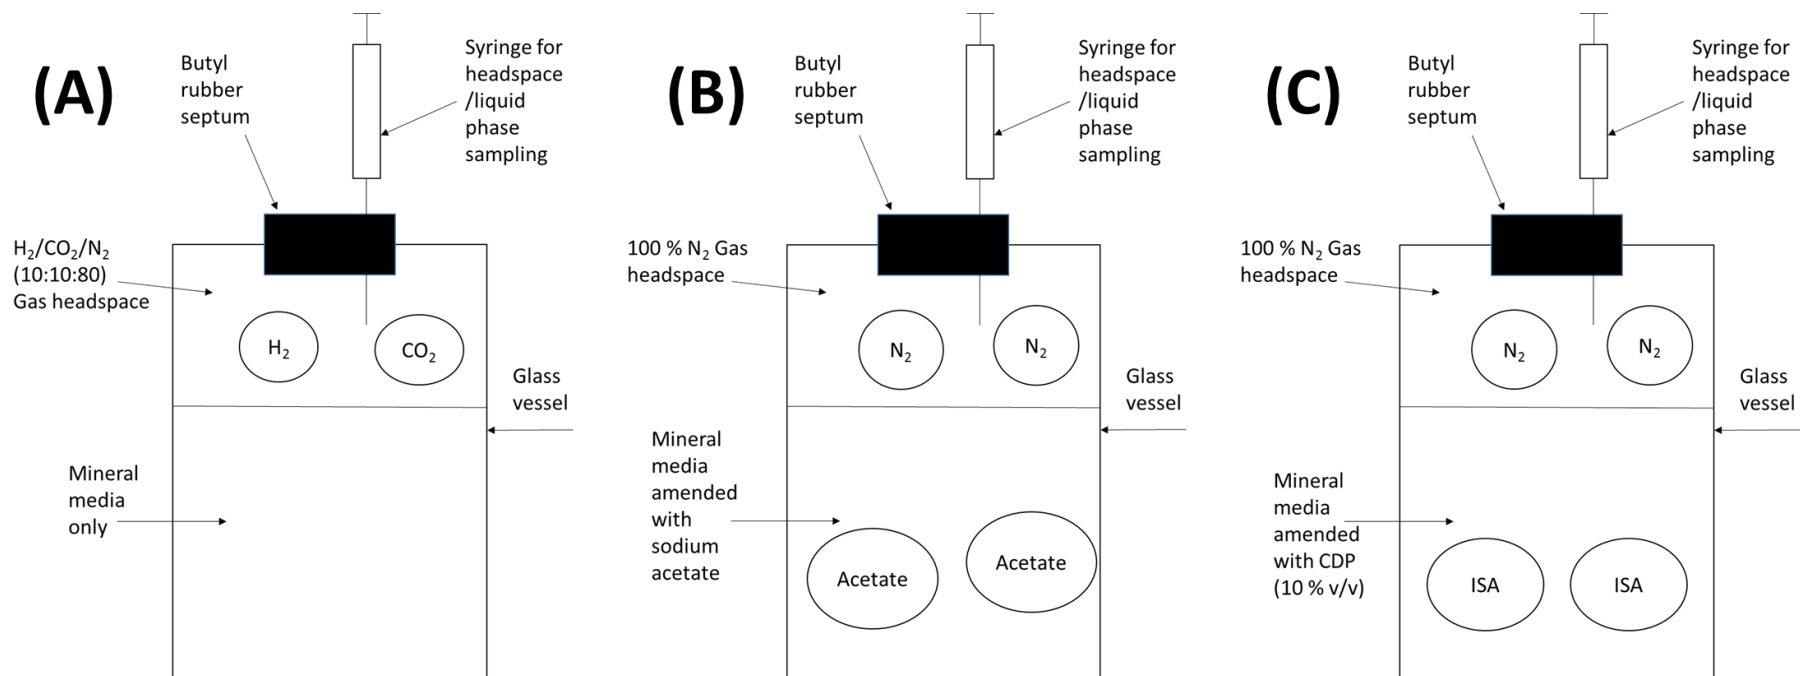 (A)
Butyl
rubber
septum
Syringe for
headspace
/liquid
phase
sampling
H₂/CO₂/N₂
(10:10:80)
Gas headspace
H₂
CO₂
Glass
vessel
Mineral
media
only
(B)
Butyl
rubber
septum
Syringe for
headspace
/liquid
phase
sampling
100 % N₂ Gas
headspace
N₂
N₂
Glass
vessel
Mineral
media
amended
with
sodium
acetate
Acetate
Acetate
(C)
Butyl
rubber
septum
Syringe for
headspace
/liquid
phase
sampling
100 % N₂ Gas
headspace
N₂
N₂
Glass
vessel
Mineral
media
amended
with CDP
(10 % v/v)
ISA
ISA